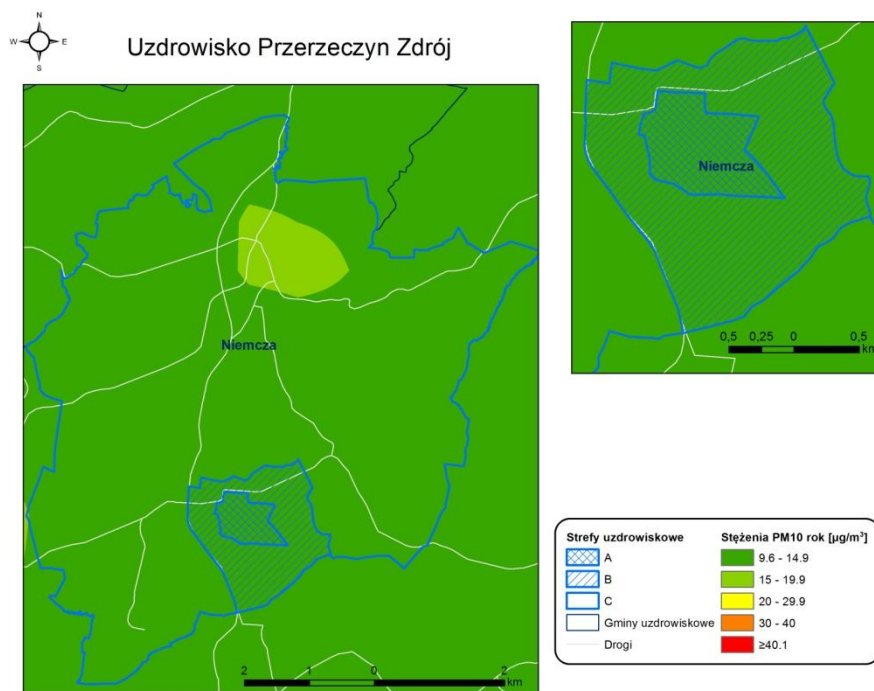 N
W E
S
Uzdrowisko Przerzeczyn Zdrój
Niemcza
2 1 0 2
km
Niemcza
0,5 0,25 0 0,5
km
Strefy uzdrowiskowe
A
B
C
Gminy uzdrowiskowe
Drogi
Stężenia PM10 rok [µg/m³]
9.6 - 14.9
15 - 19.9
20 - 29.9
30 - 40
≥40.1